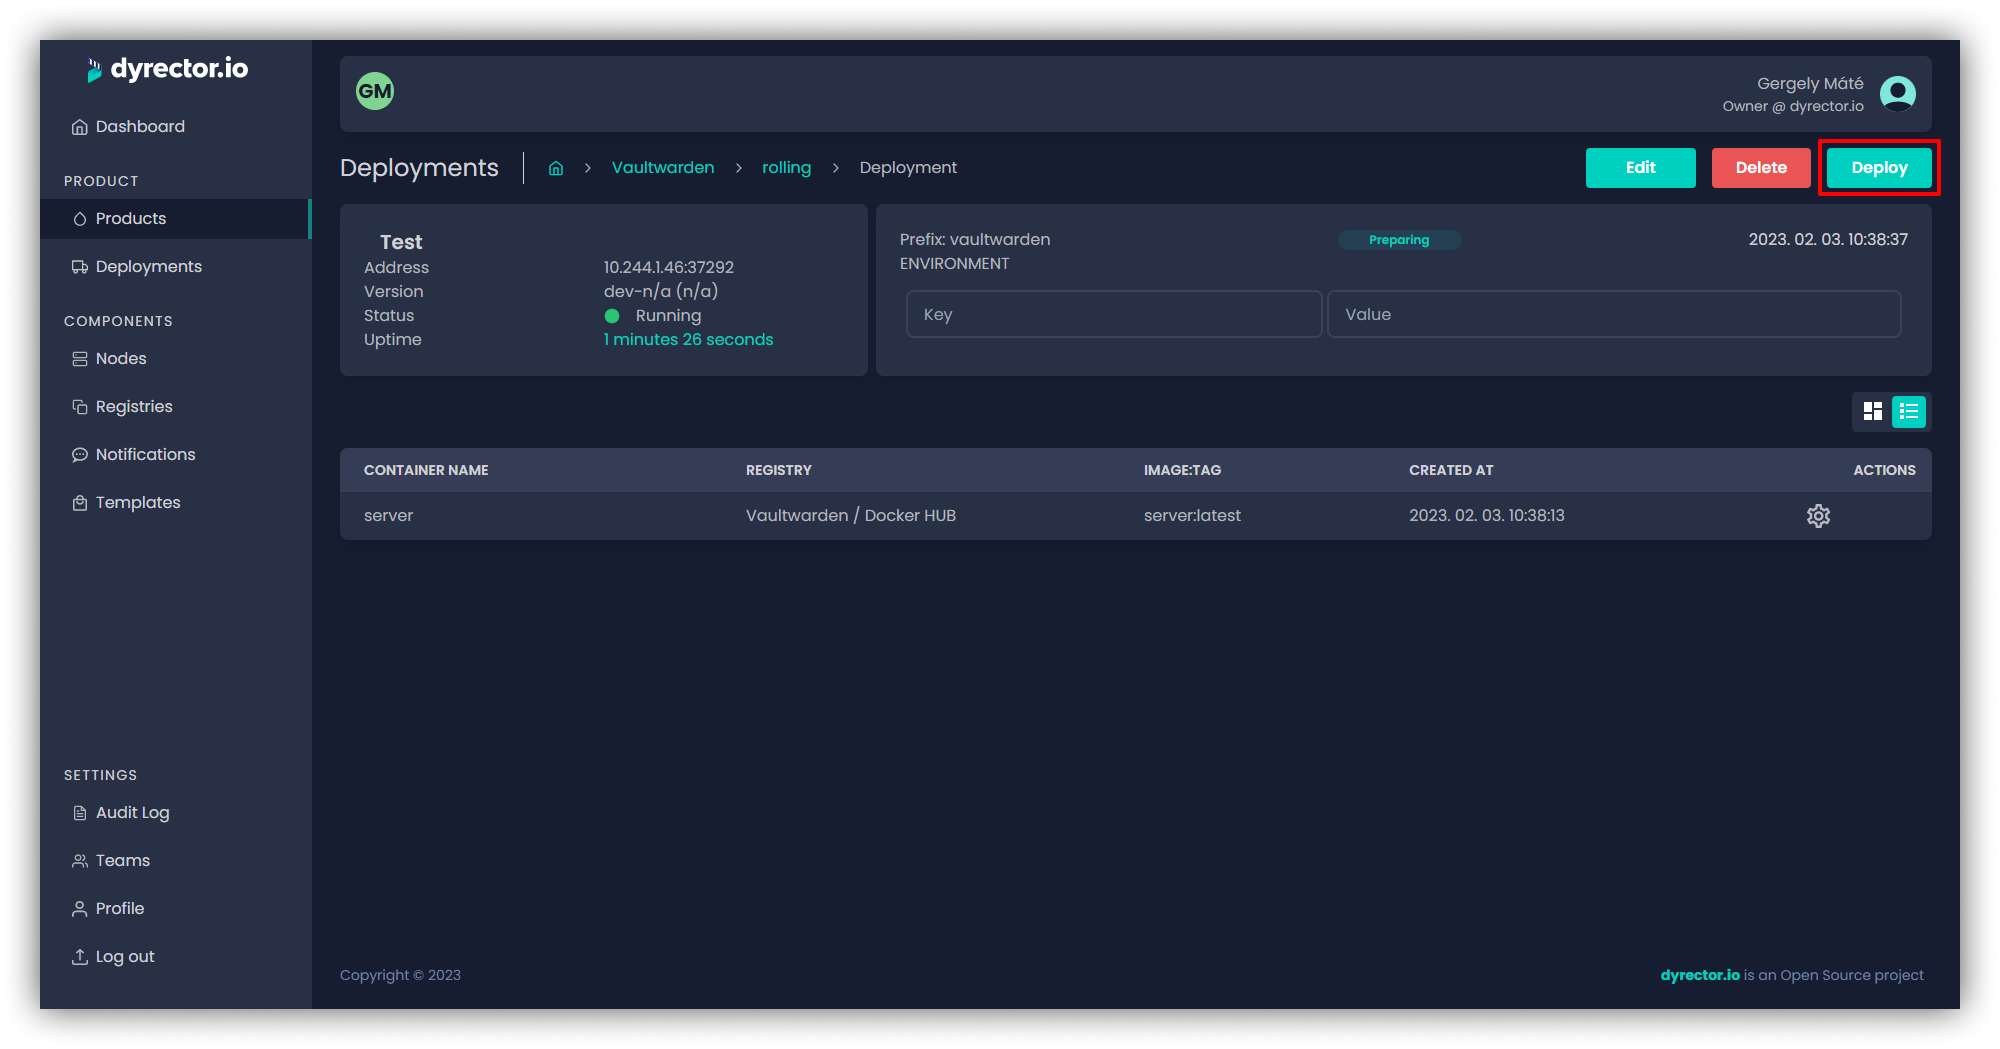 dyrector.io
Dashboard
PRODUCT
Products
Deployments
COMPONENTS
Nodes
Registries
Notifications
Templates
SETTINGS
Audit Log
Teams
Profile
Log out
GM
Gergely Máté
Owner @ dyrector.io
Deployments
Vaultwarden > rolling > Deployment
Edit
Delete
Deploy
Test
Address 10.244.1.46:37292
Version dev-n/a (n/a)
Status Running
Uptime 1 minutes 26 seconds
Prefix: vaultwarden Preparing 2023. 02. 03. 10:38:37
ENVIRONMENT
Key Value
CONTAINER NAME REGISTRY IMAGE:TAG CREATED AT ACTIONS
server Vaultwarden / Docker HUB server:latest 2023. 02. 03. 10:38:13
Copyright © 2023
dyrector.io is an Open Source project